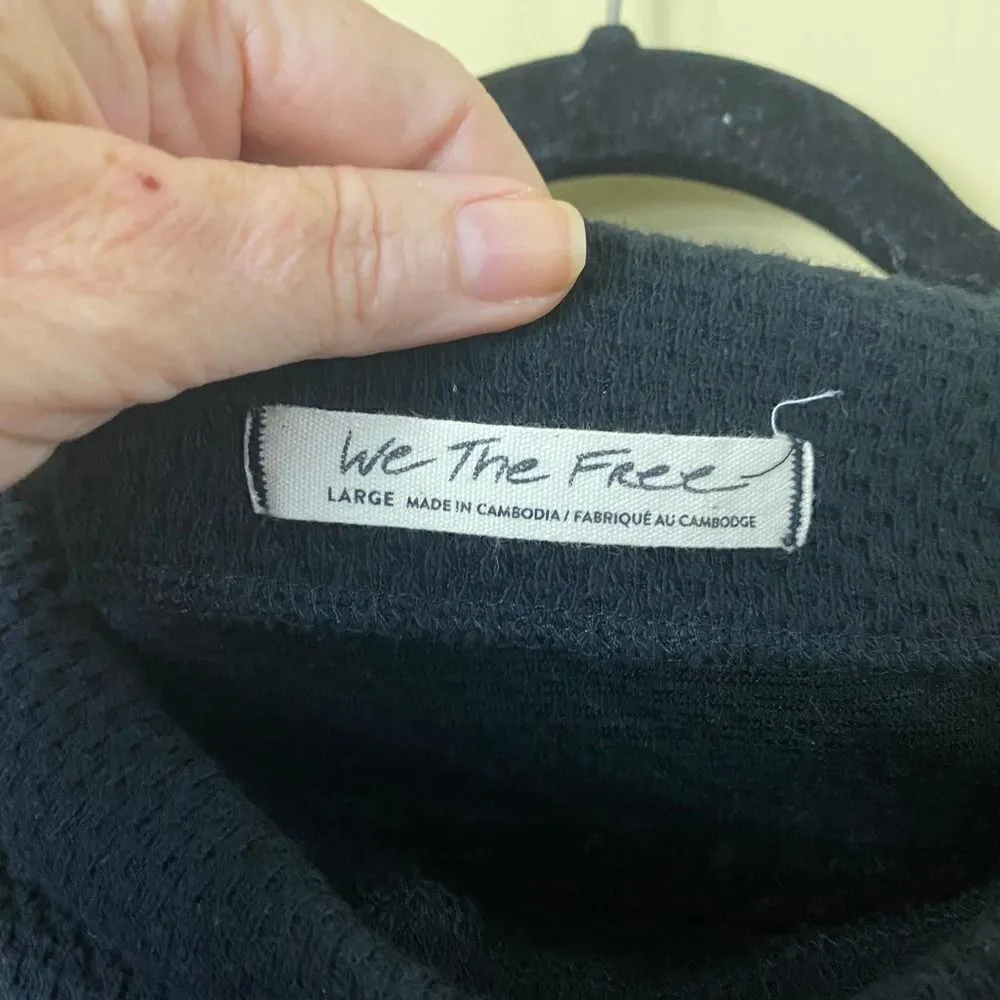 We The Free
LARGE MADE IN CAMBODIA / FABRIQUÉ AU CAMBODGE